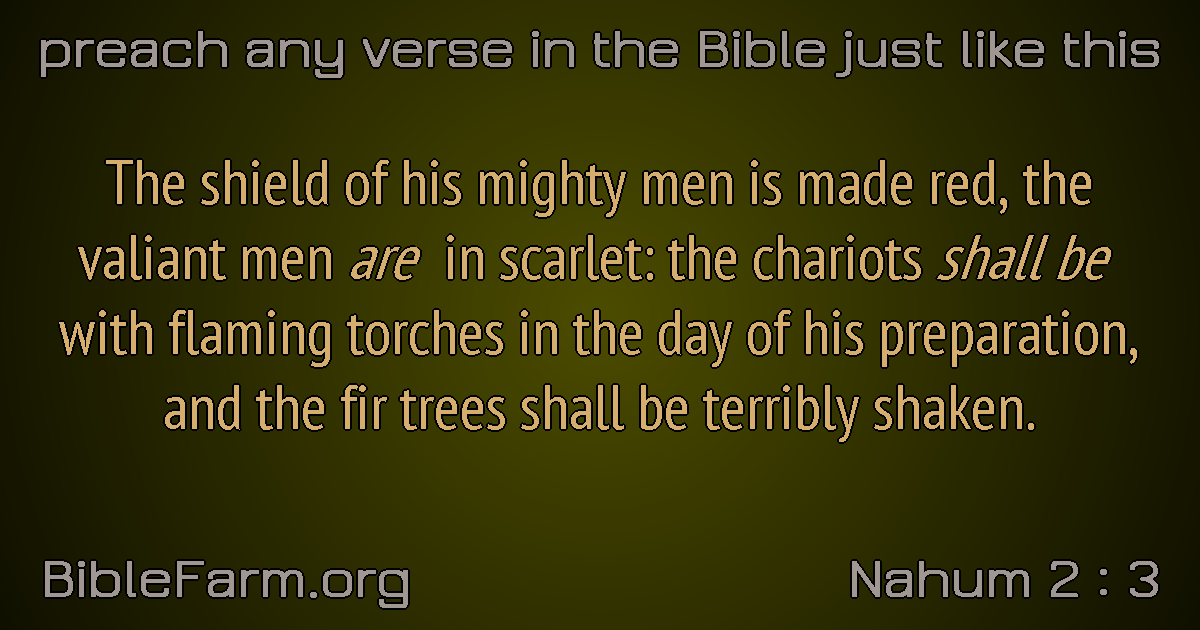 preach any verse in the Bible just like this
The shield of his mighty men is made red, the
valiant men are in scarlet: the chariots shall be
with flaming torches in the day of his preparation,
and the fir trees shall be terribly shaken.
BibleFarm.org
Nahum 2 : 3